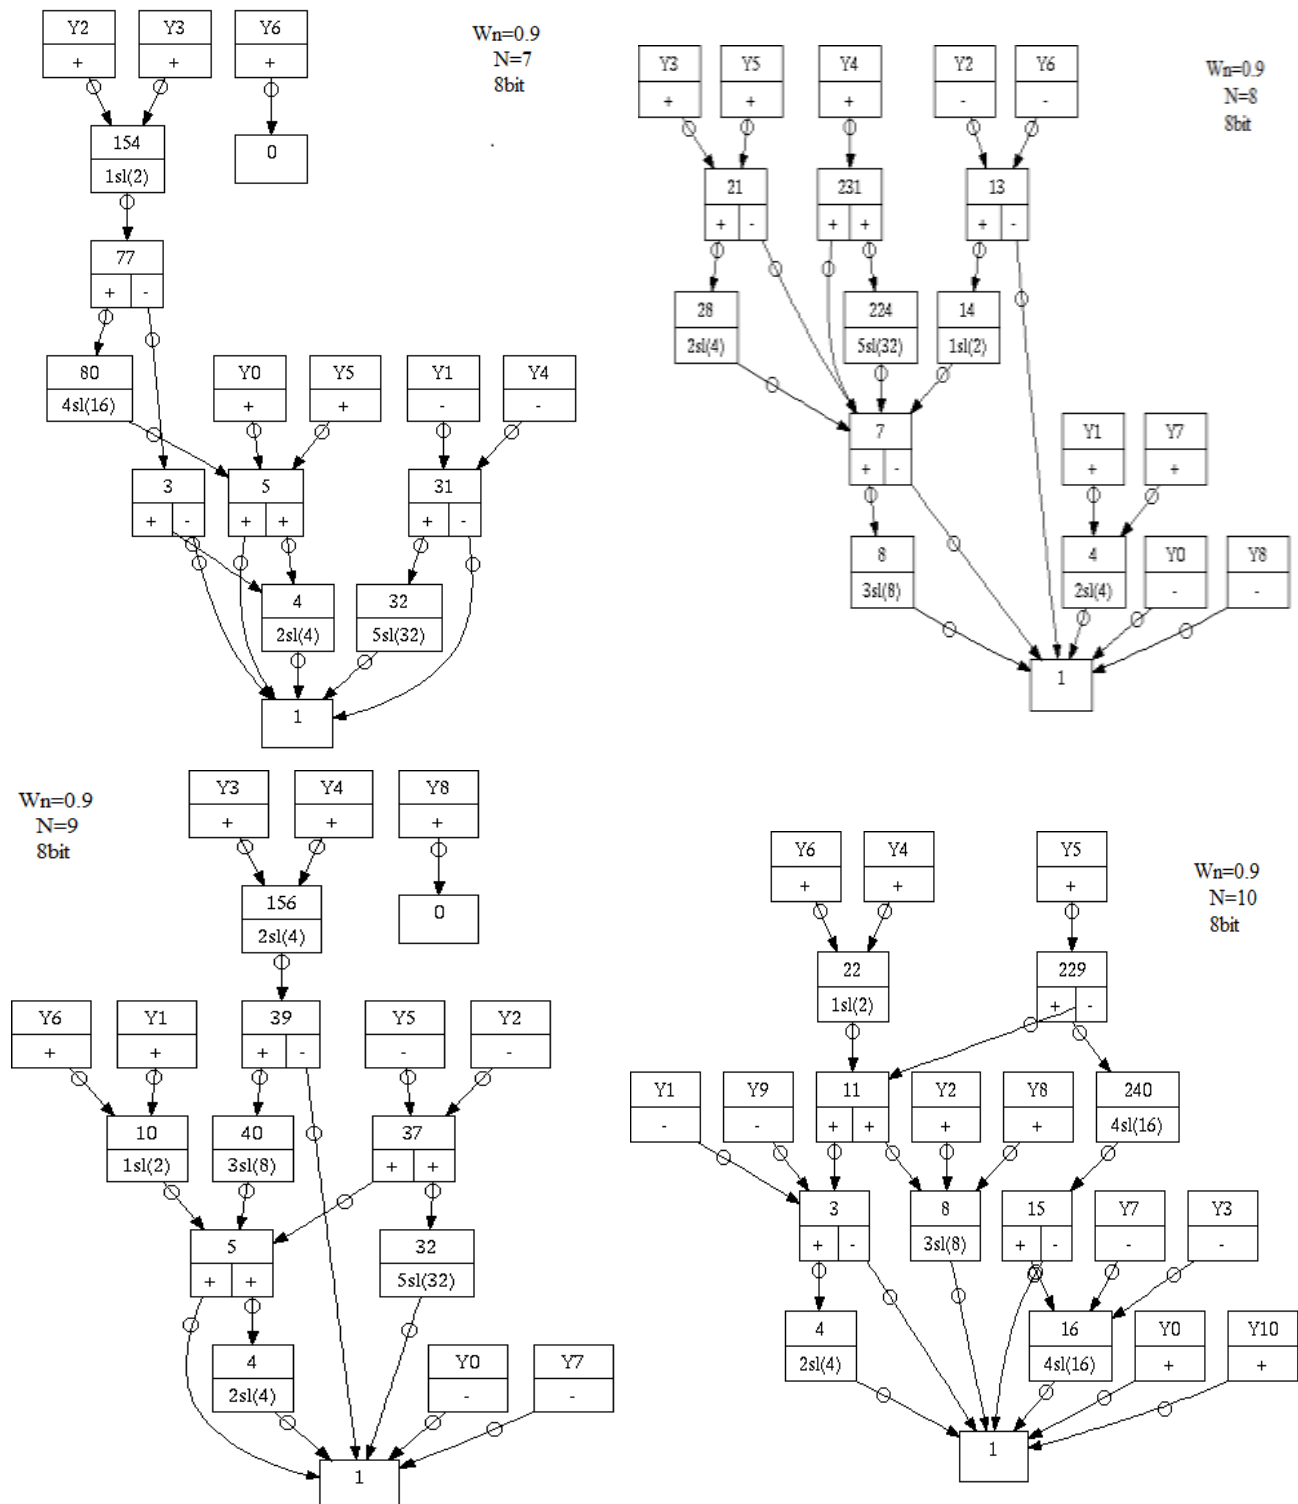 Y2 Y3 Y6
+ + +
Wn=0.9
N=7
8bit
154
1sl(2)
0
77
+ -
80 Y0 Y5 Y1 Y4
4sl(16) + + - -
3 5 31
+ - + + + -
4 32
2sl(4) 5sl(32)
1
Y3 Y5 Y4 Y2 Y6
+ + + - -
Wn=0.9
N=8
8bit
21 231 13
+ - + + + -
28 224 14
2sl(4) 5sl(32) 1sl(2)
7 Y1 Y7
+ - + +
8 4 Y0 Y8
3sl(8) 2sl(4) - -
1
Wn=0.9
N=9
8bit
Y3 Y4 Y8
+ + +
156
2sl(4)
0
Y6 Y1 39 Y5 Y2
+ + + - - -
10 40 37
1sl(2) 3sl(8) + +
5 32
+ + 5sl(32)
4 Y0 Y7
2sl(4) - -
1
Y6 Y4 Y5
+ + +
Wn=0.9
N=10
8bit
22 229
1sl(2) + -
Y1 Y9 11 Y2 Y8 240
- - + + + + 4sl(16)
3 8 15 Y7 Y3
+ - 3sl(8) + - - -
4 16 Y0 Y10
2sl(4) 4sl(16) + +
1